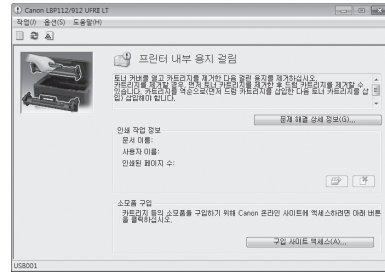 Canon LBP112/912 UFRII LT
작업(J) 옵션(S) 도움말(H)
프린터 내부 용지 걸림
토너 커버를 열고 카트리지를 제거한 다음 걸린 용지를 제거하십시오.
카트리지를 제거할 경우, 먼저 토너 카트리지를 제거한 후 드럼 카트리지를 제거할 수
있습니다. 카트리지를 역순으로(먼저 드럼 카트리지를 삽입한 다음 토너 카트리지를 삽
입) 삽입해야 합니다.
문제 해결 상세 정보(G)...
인쇄 작업 정보
문서 이름:
사용자 이름:
인쇄된 페이지 수:
소모품 구입
카트리지 등의 소모품을 구입하기 위해 Canon 온라인 사이트에 액세스하려면 아래 버튼
을 클릭하십시오.
구입 사이트 액세스(A)...
USB001